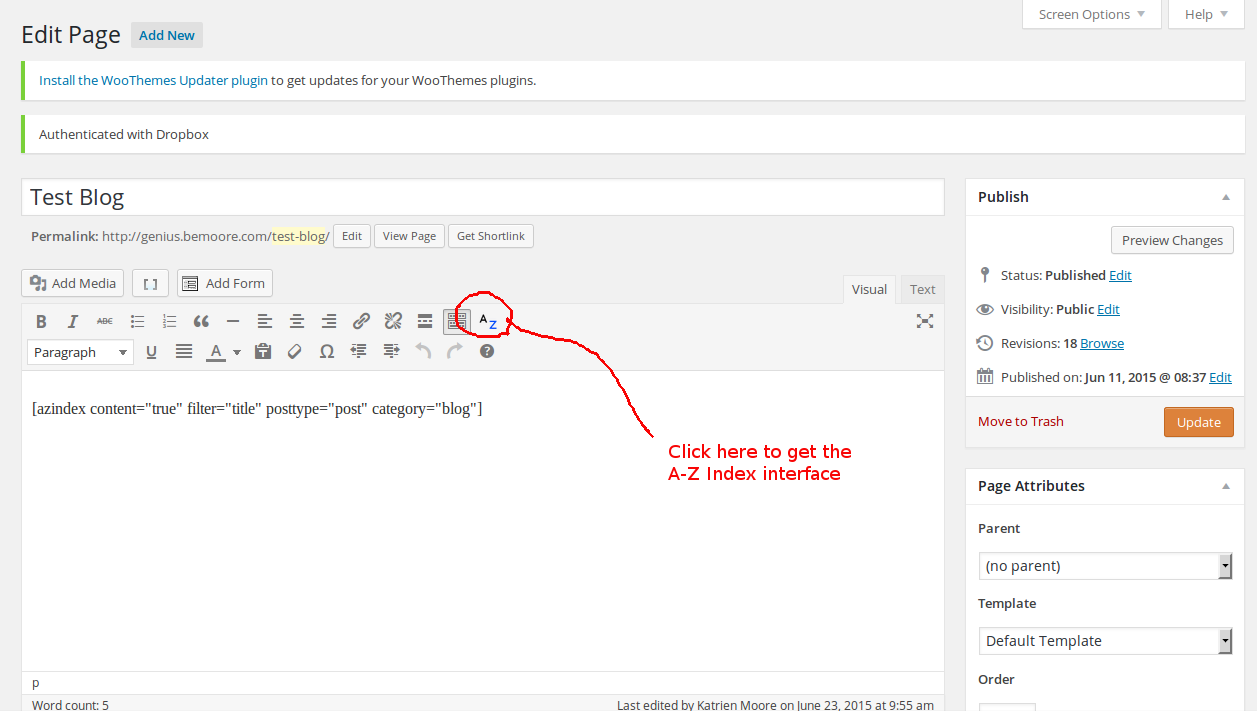 Screen Options Help
Edit Page Add New
Install the WooThemes Updater plugin to get updates for your WooThemes plugins.
Authenticated with Dropbox
Test Blog
Permalink: http://genius.bemoore.com/test-blog/ Edit View Page Get Shortlink
Add Media [ ] Add Form
Visual Text
B I ABC A Z
Paragraph U A Ω ?
[azindex content="true" filter="title" posttype="post" category="blog"]
Click here to get the
A-Z Index interface
p
Word count: 5 Last edited by Katrien Moore on June 23, 2015 at 9:55 am
Publish
Preview Changes
Status: Published Edit
Visibility: Public Edit
Revisions: 18 Browse
Published on: Jun 11, 2015 @ 08:37 Edit
Move to Trash Update
Page Attributes
Parent
(no parent)
Template
Default Template
Order